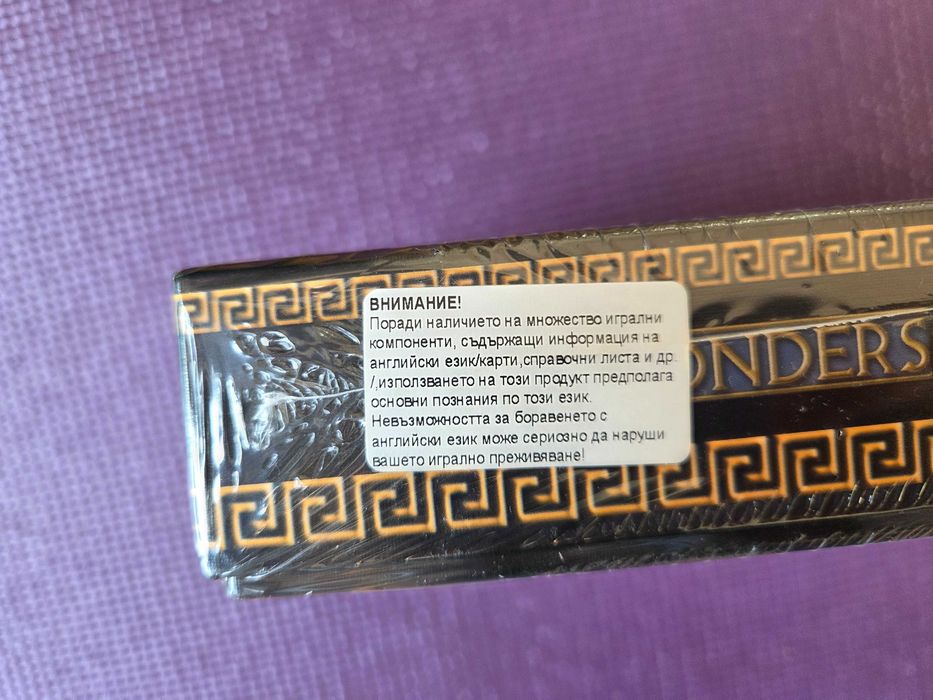 ВНИМАНИЕ!
Поради наличието на множество игрални
компоненти, съдържащи информация на
английски език/карти,справочни листа и др.
/,използването на този продукт предполага
основни познания по този език.
Невъзможността за боравенето с
английски език може сериозно да наруши
вашето игрално преживяване!
ONDERS